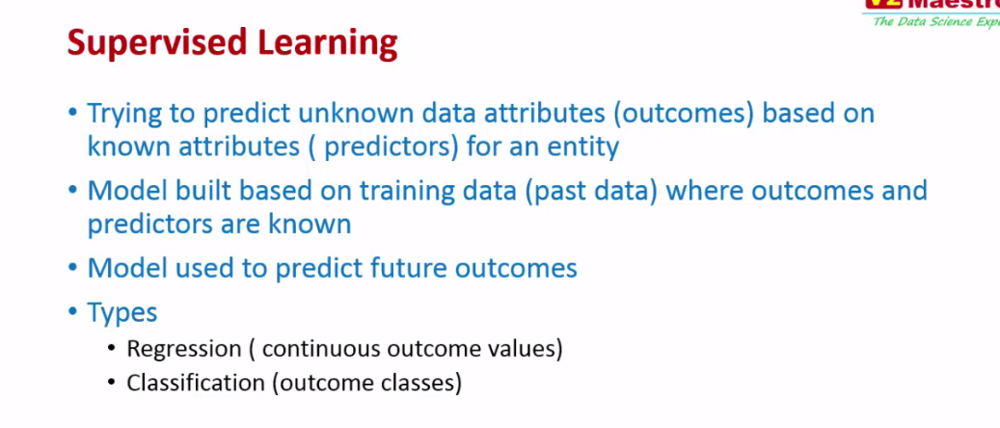 The Data Science
Supervised Learning
• Trying to predict unknown data attributes (outcomes) based on
known attributes ( predictors) for an entity
• Model built based on training data (past data) where outcomes and
predictors are known
• Model used to predict future outcomes
• Types
• Regression ( continuous outcome values)
• Classification (outcome classes)